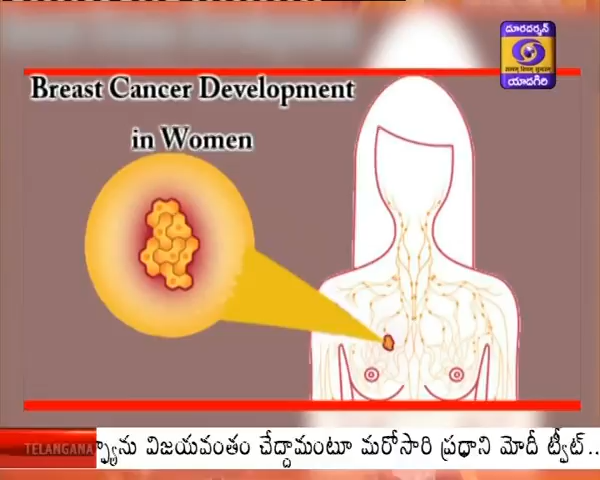 దూరదర్శన్
యాదగిరి
Breast Cancer Development
in Women
TELANGANA
ఫ్యూను విజయవంతం చేద్దామంటూ మరోసారి ప్రధాని మోదీ ట్వీట్..